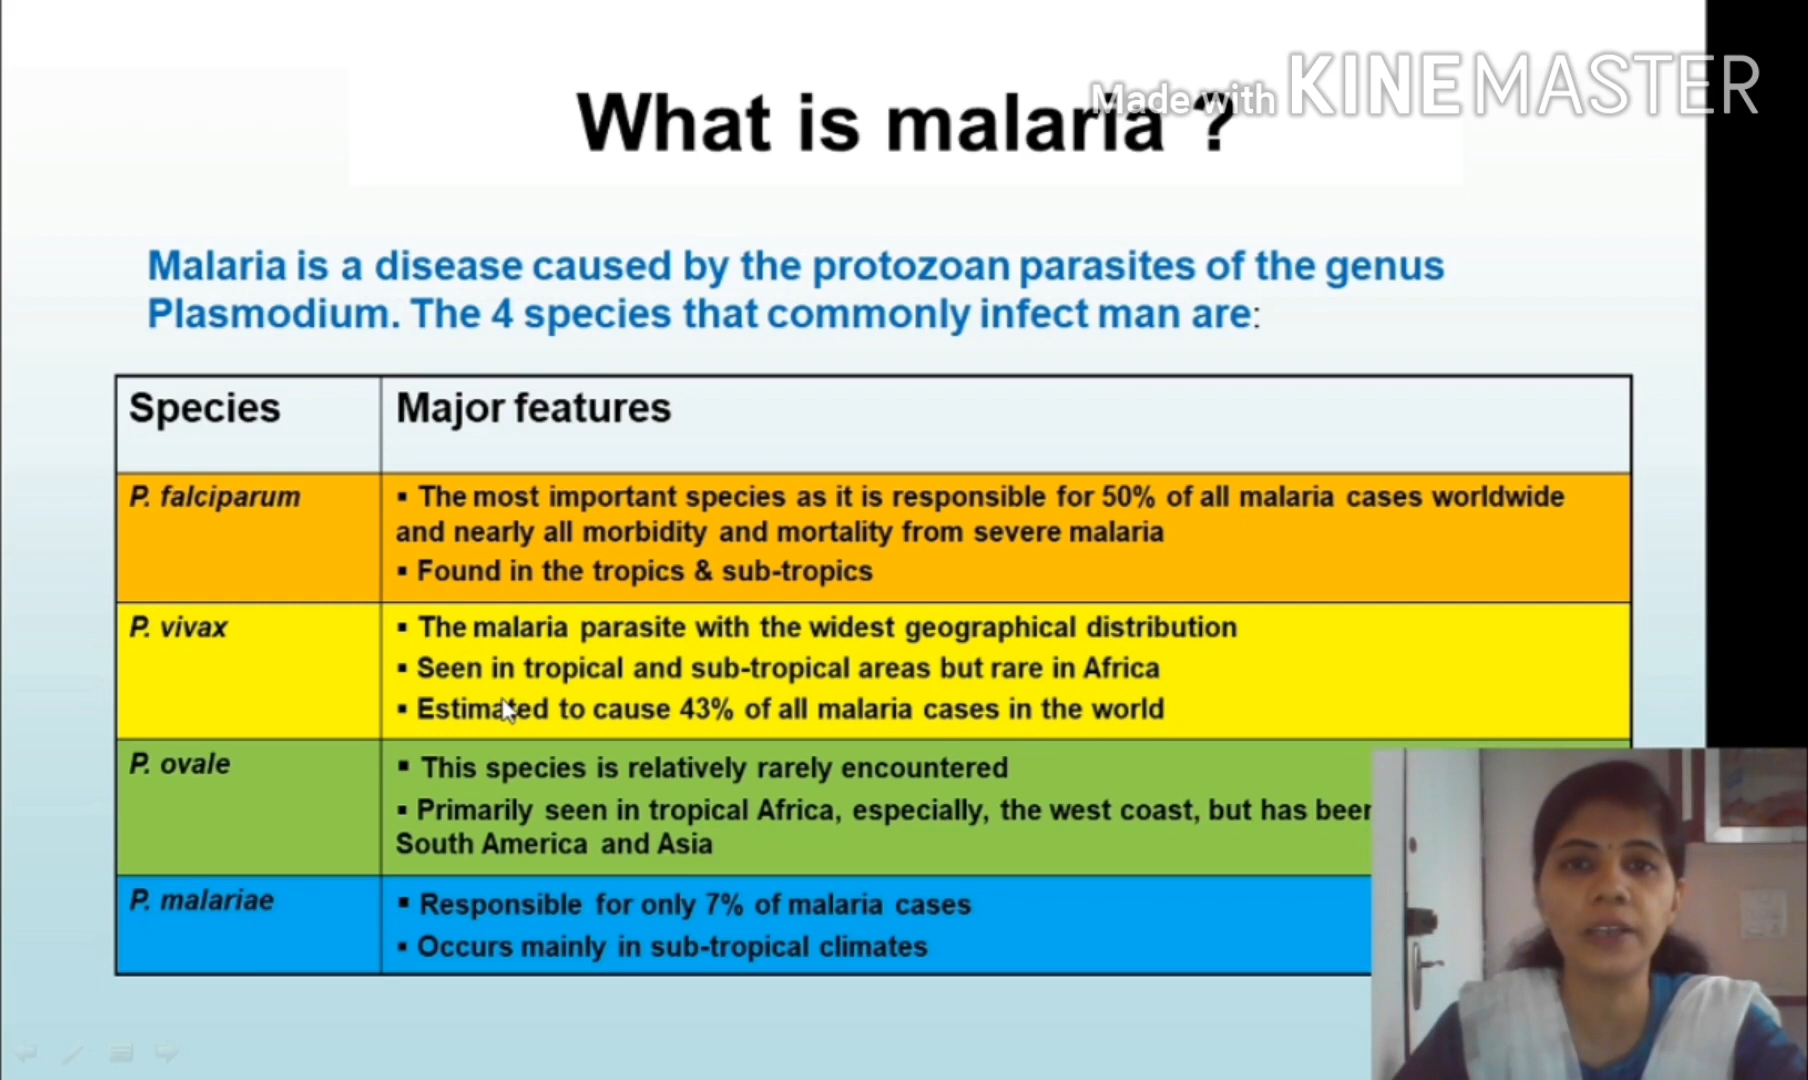 Made with KINEMASTER
What is malaria ?
Malaria is a disease caused by the protozoan parasites of the genus
Plasmodium. The 4 species that commonly infect man are:
Species
Major features
P. falciparum
▪ The most important species as it is responsible for 50% of all malaria cases worldwide
and nearly all morbidity and mortality from severe malaria
▪ Found in the tropics & sub-tropics
P. vivax
▪ The malaria parasite with the widest geographical distribution
▪ Seen in tropical and sub-tropical areas but rare in Africa
▪ Estimated to cause 43% of all malaria cases in the world
P. ovale
▪ This species is relatively rarely encountered
▪ Primarily seen in tropical Africa, especially, the west coast, but has been
South America and Asia
P. malariae
▪ Responsible for only 7% of malaria cases
▪ Occurs mainly in sub-tropical climates